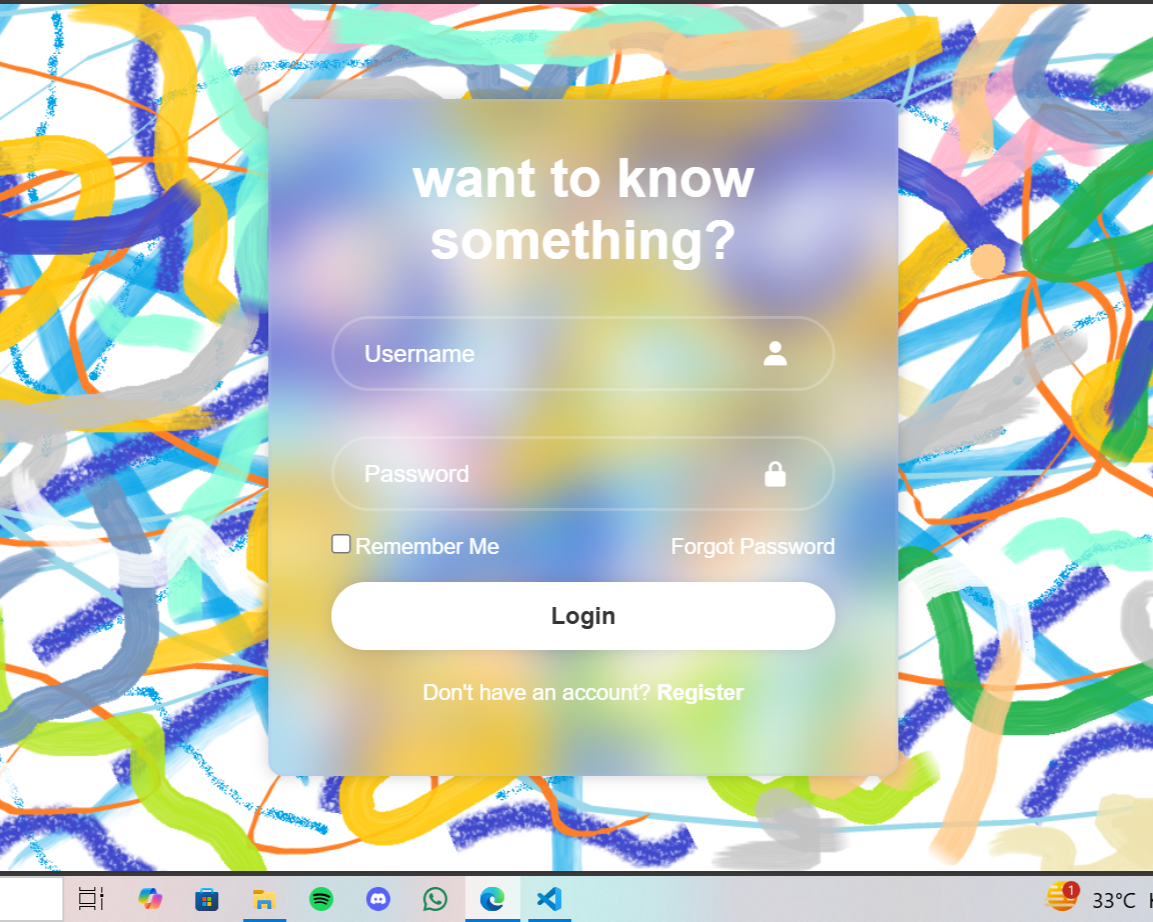 want to know
something?
Username
Password
Remember Me
Forgot Password
Login
Don't have an account? Register
1
33°C